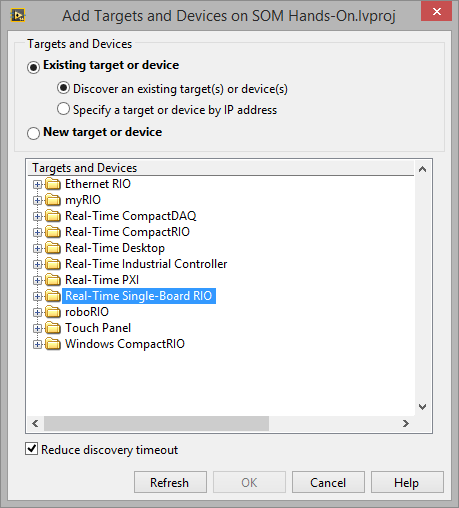 Add Targets and Devices on SOM Hands-On.lvproj
Targets and Devices
Existing target or device
Discover an existing target(s) or device(s)
Specify a target or device by IP address
New target or device
Targets and Devices
Ethernet RIO
myRIO
Real-Time CompactDAQ
Real-Time CompactRIO
Real-Time Desktop
Real-Time Industrial Controller
Real-Time PXI
Real-Time Single-Board RIO
roboRIO
Touch Panel
Windows CompactRIO
Reduce discovery timeout
Refresh OK Cancel Help